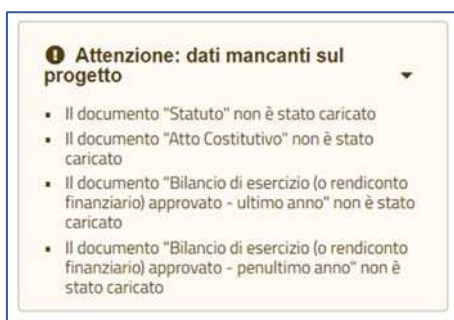 Attenzione: dati mancanti sul
progetto
Il documento "Statuto" non è stato caricato
Il documento "Atto Costitutivo" non è stato
caricato
Il documento "Bilancio di esercizio (o rendiconto
finanziario) approvato - ultimo anno" non è stato
caricato
Il documento "Bilancio di esercizio (o rendiconto
finanziario) approvato - penultimo anno" non è
stato caricato